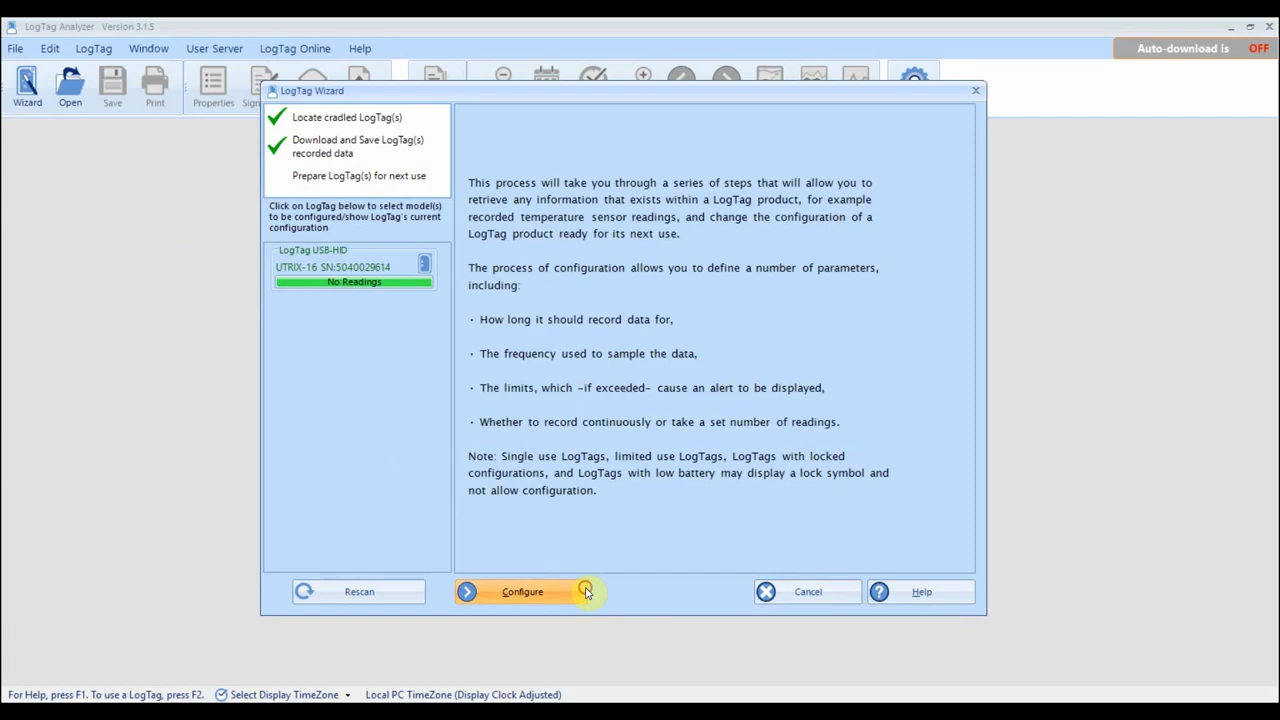 LogTag Analyzer Version 3.1.5
File Edit LogTag Window User Server LogTag Online Help
Auto-download is OFF
Wizard Open Save Print Properties
LogTag Wizard
Locate cradled LogTag(s)
Download and Save LogTag(s)
recorded data
Prepare LogTag(s) for next use
Click on LogTag below to select model(s)
to be configured/show LogTag's current
configuration
LogTag USB-HID
UTRIX-16 SN:5040029614
No Readings
This process will take you through a series of steps that will allow you to
retrieve any information that exists within a LogTag product, for example
recorded temperature sensor readings, and change the configuration of a
LogTag product ready for its next use.
The process of configuration allows you to define a number of parameters,
including:
· How long it should record data for,
· The frequency used to sample the data,
· The limits, which -if exceeded- cause an alert to be displayed,
· Whether to record continuously or take a set number of readings.
Note: Single use LogTags, limited use LogTags, LogTags with locked
configurations, and LogTags with low battery may display a lock symbol and
not allow configuration.
Rescan Configure Cancel Help
For Help, press F1. To use a LogTag, press F2. Select Display TimeZone Local PC TimeZone (Display Clock Adjusted)